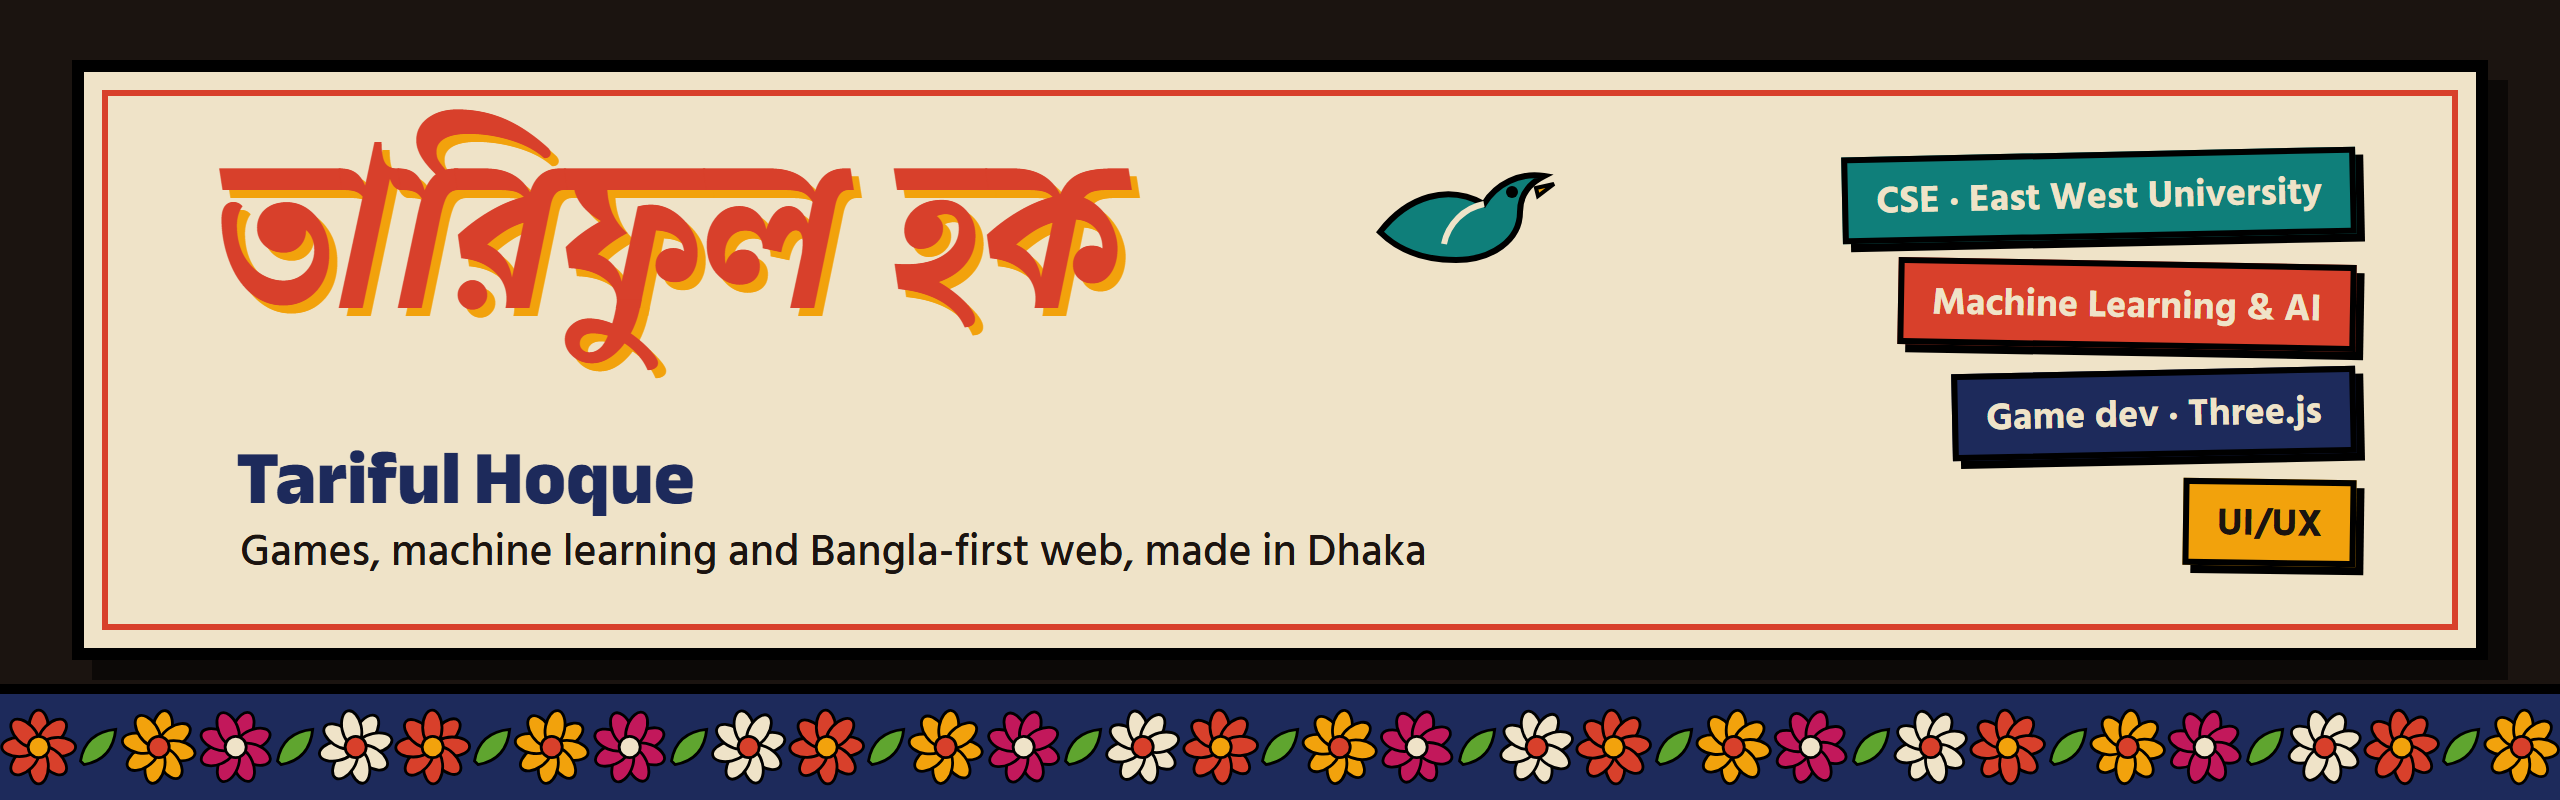 তারিফুল হক
Tariful Hoque
Games, machine learning and Bangla-first web, made in Dhaka
CSE · East West University
Machine Learning & AI
Game dev · Three.js
UI/UX